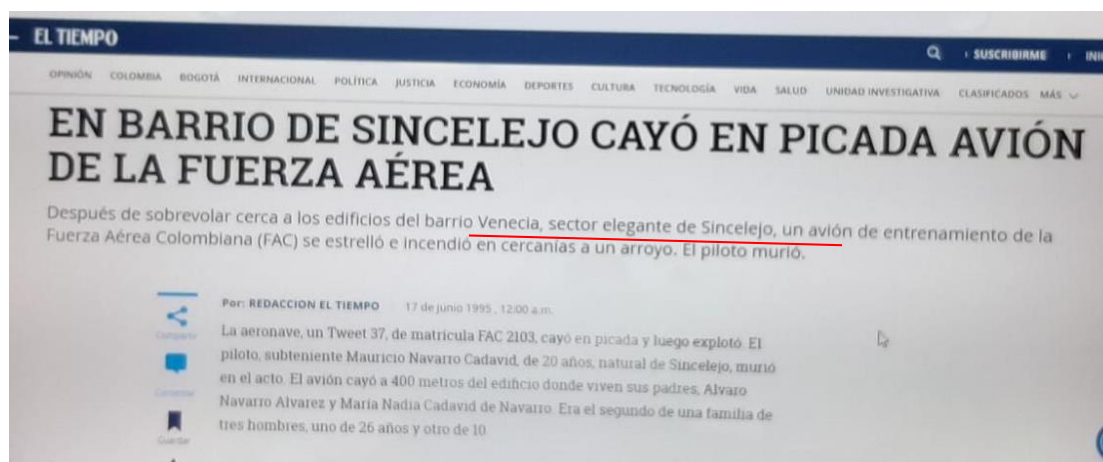 EL TIEMPO
SUSCRIBIRME
OPINIÓN COLOMBIA BOGOTÁ INTERNACIONAL POLÍTICA JUSTICIA ECONOMÍA DEPORTES CULTURA TECNOLOGÍA VIDA SALUD UNIDAD INVESTIGATIVA CLASIFICADOS MÁS
EN BARRIO DE SINCELEJO CAYÓ EN PICADA AVIÓN
DE LA FUERZA AÉREA
Después de sobrevolar cerca a los edificios del barrio Venecia, sector elegante de Sincelejo, un avión de entrenamiento de la
Fuerza Aérea Colombiana (FAC) se estrelló e incendió en cercanías a un arroyo. El piloto murió.
Por: REDACCION EL TIEMPO 17 de junio 1995, 12:00 a.m.
Compartir
La aeronave, un Tweet 37, de matrícula FAC 2103, cayó en picada y luego explotó. El
piloto, subteniente Mauricio Navarro Cadavid, de 20 años, natural de Sincelejo, murió
en el acto. El avión cayó a 400 metros del edificio donde viven sus padres, Alvaro
Navarro Alvarez y María Nadia Cadavid de Navarro. Era el segundo de una familia de
tres hombres, uno de 26 años y otro de 10.
Guardar